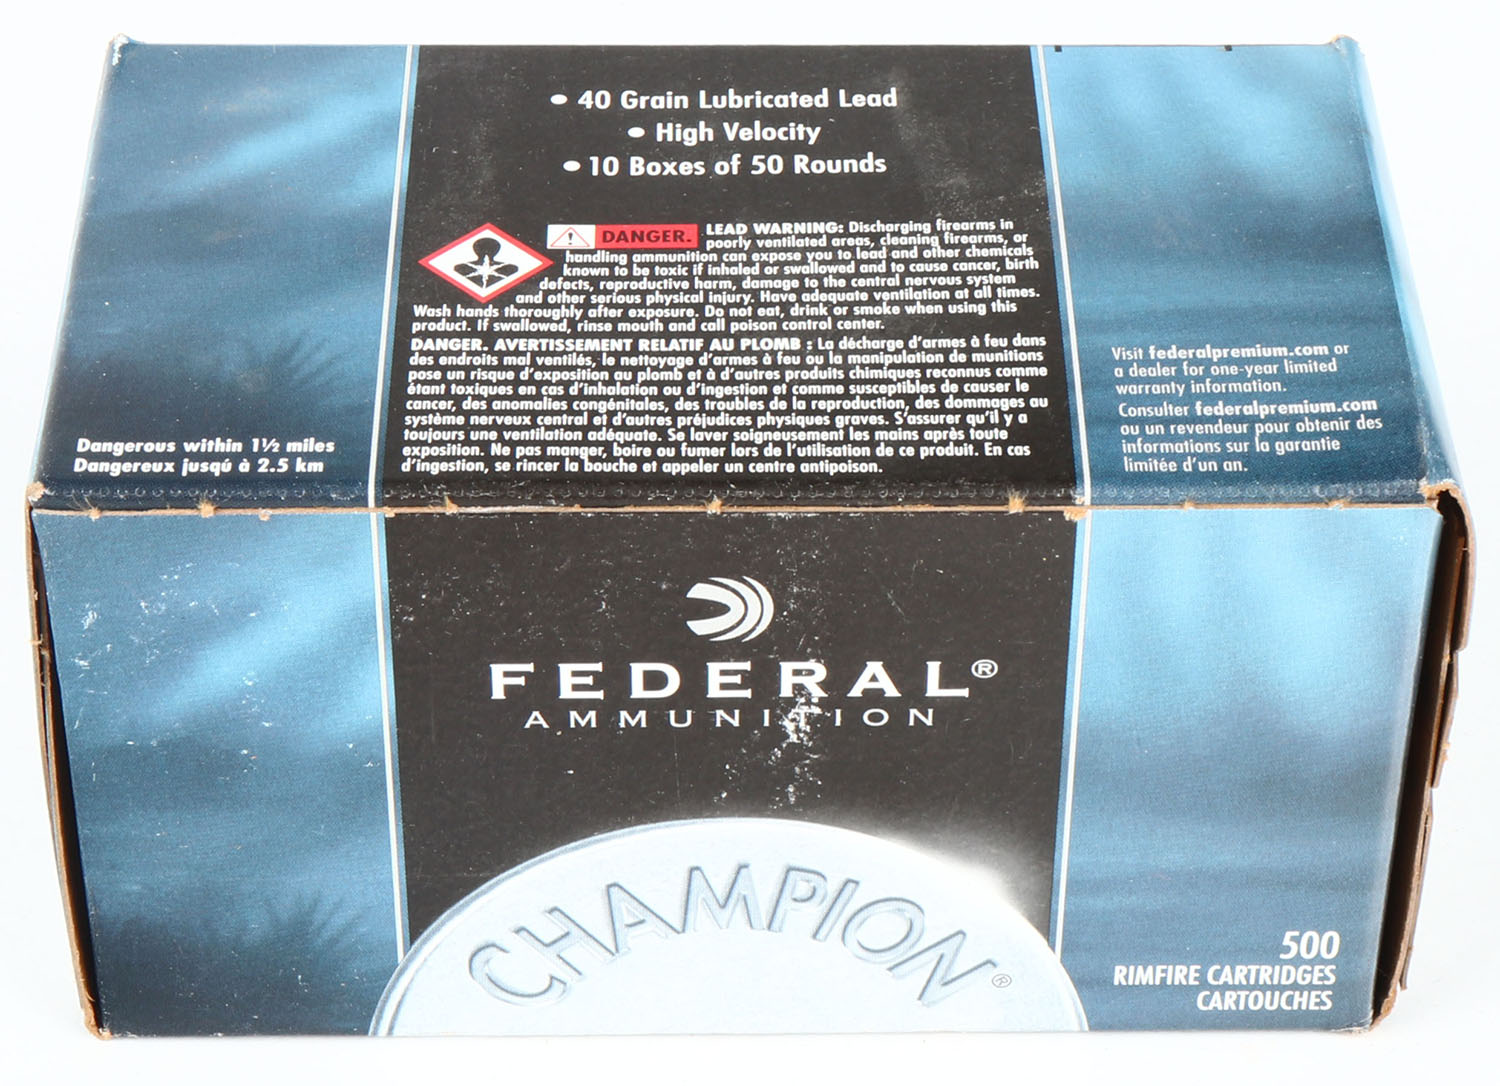 • 40 Grain Lubricated Lead
• High Velocity
• 10 Boxes of 50 Rounds
DANGER. LEAD WARNING: Discharging firearms in
poorly ventilated areas, cleaning firearms, or
handling ammunition can expose you to lead and other chemicals
known to be toxic if inhaled or swallowed and to cause cancer, birth
defects, reproductive harm, damage to the central nervous system
and other serious physical injury. Have adequate ventilation at all times.
Wash hands thoroughly after exposure. Do not eat, drink or smoke when using this
product. If swallowed, rinse mouth and call poison control center.
DANGER. AVERTISSEMENT RELATIF AU PLOMB : La décharge d'armes à feu dans
des endroits mal ventilés, le nettoyage d'armes à feu ou la manipulation de munitions
pose un risque d'exposition au plomb et à d'autres produits chimiques reconnus comme
étant toxiques en cas d'inhalation ou d'ingestion et comme susceptibles de causer le
cancer, des anomalies congénitales, des troubles de la reproduction, des dommages au
système nerveux central et d'autres préjudices physiques graves. S'assurer qu'il y a
toujours une ventilation adéquate. Se laver soigneusement les mains après toute
exposition. Ne pas manger, boire ou fumer lors de l'utilisation de ce produit. En cas
d'ingestion, se rincer la bouche et appeler un centre antipoison.
Dangerous within 1½ miles
Dangereux jusqú à 2.5 km
Visit federalpremium.com or
a dealer for one-year limited
warranty information.
Consulter federalpremium.com
ou un revendeur pour obtenir des
informations sur la garantie
limitée d'un an.
FEDERAL®
AMMUNITION
CHAMPION®
500
RIMFIRE CARTRIDGES
CARTOUCHES